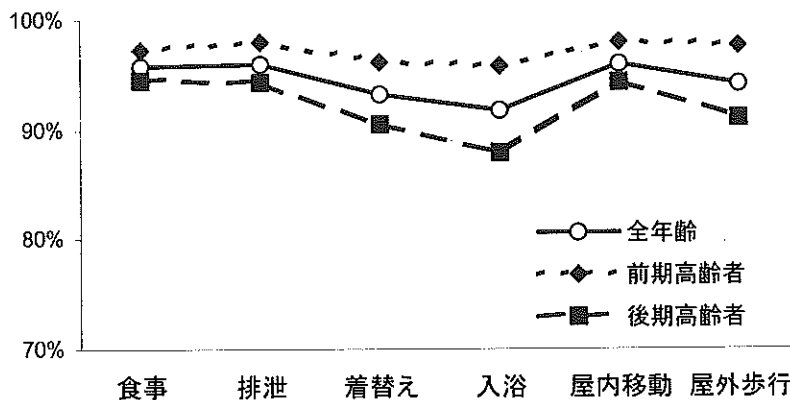 100%
90%
80%
70%
全年齢
前期高齢者
後期高齢者
食事 排泄 着替え 入浴 屋内移動 屋外歩行